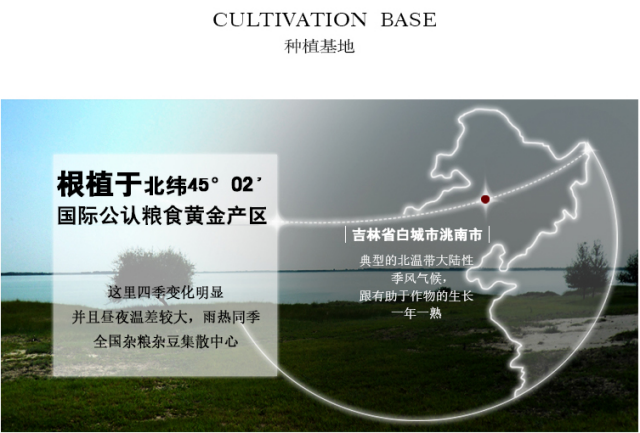 CULTIVATION BASE
种植基地
根植于北纬45°02’
国际公认粮食黄金产区
这里四季变化明显
并且昼夜温差较大，雨热同季
全国杂粮杂豆集散中心
吉林省白城市洮南市
典型的北温带大陆性
季风气候，
跟有助于作物的生长
一年一熟